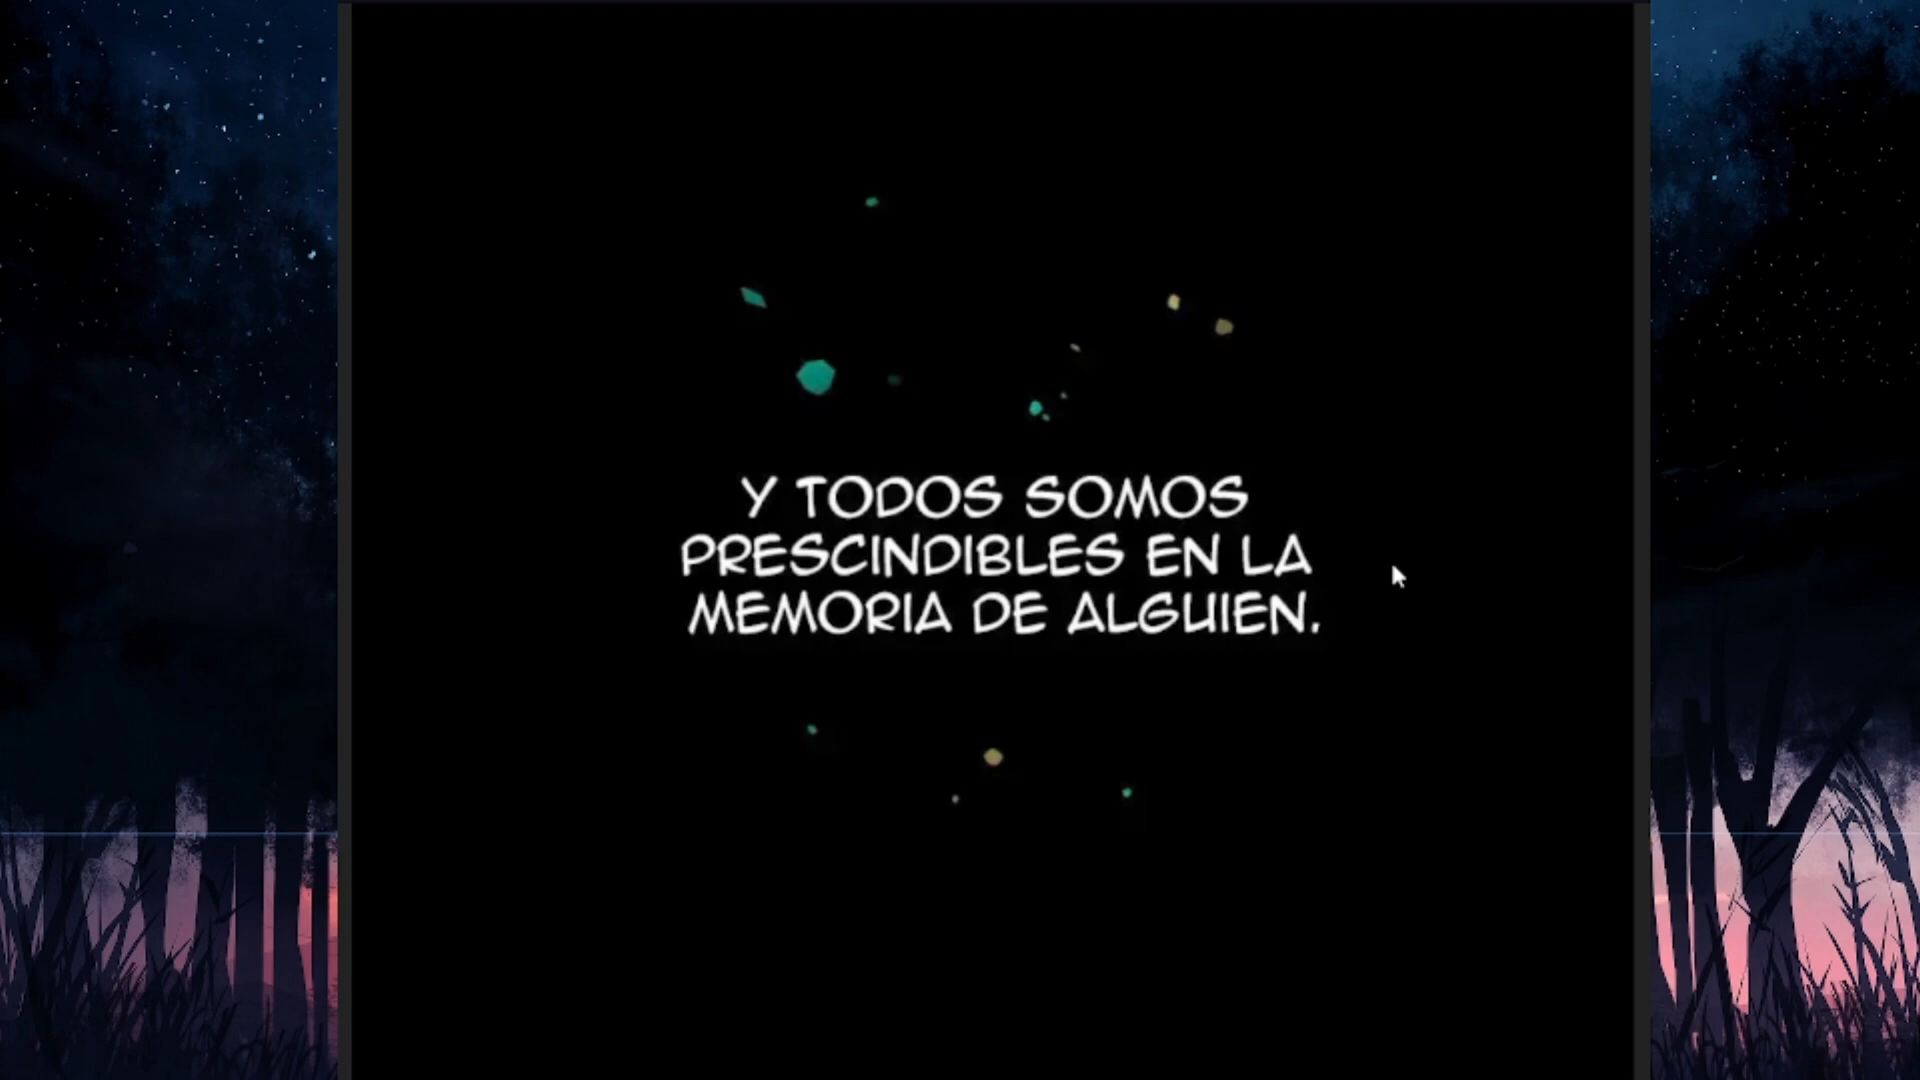 Y TODOS SOMOS
PRESCINDIBLES EN LA
MEMORIA DE ALGUIEN.